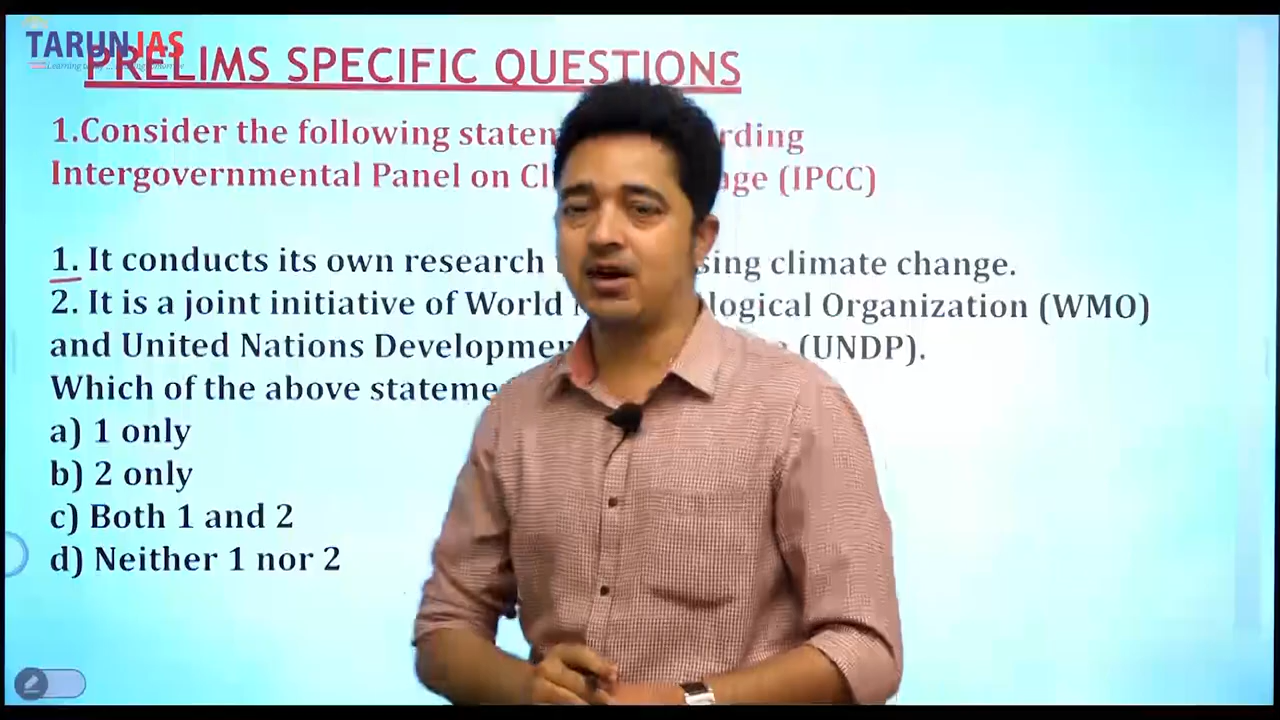 TARUN IAS
PRELIMS SPECIFIC QUESTIONS
1.Consider the following statem rding
Intergovernmental Panel on Cl ge (IPCC)
1. It conducts its own research sing climate change.
2. It is a joint initiative of World logical Organization (WMO)
and United Nations Developme (UNDP).
Which of the above stateme
a) 1 only
b) 2 only
c) Both 1 and 2
d) Neither 1 nor 2